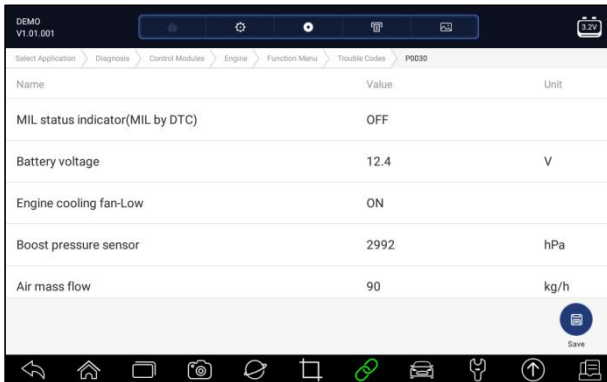 DEMO
V1.01.001
3.2V
Select Application Diagnosis Control Modules Engine Function Menu Trouble Codes P0030
Name Value Unit
MIL status indicator(MIL by DTC) OFF
Battery voltage 12.4 V
Engine cooling fan-Low ON
Boost pressure sensor 2992 hPa
Air mass flow 90 kg/h
Save